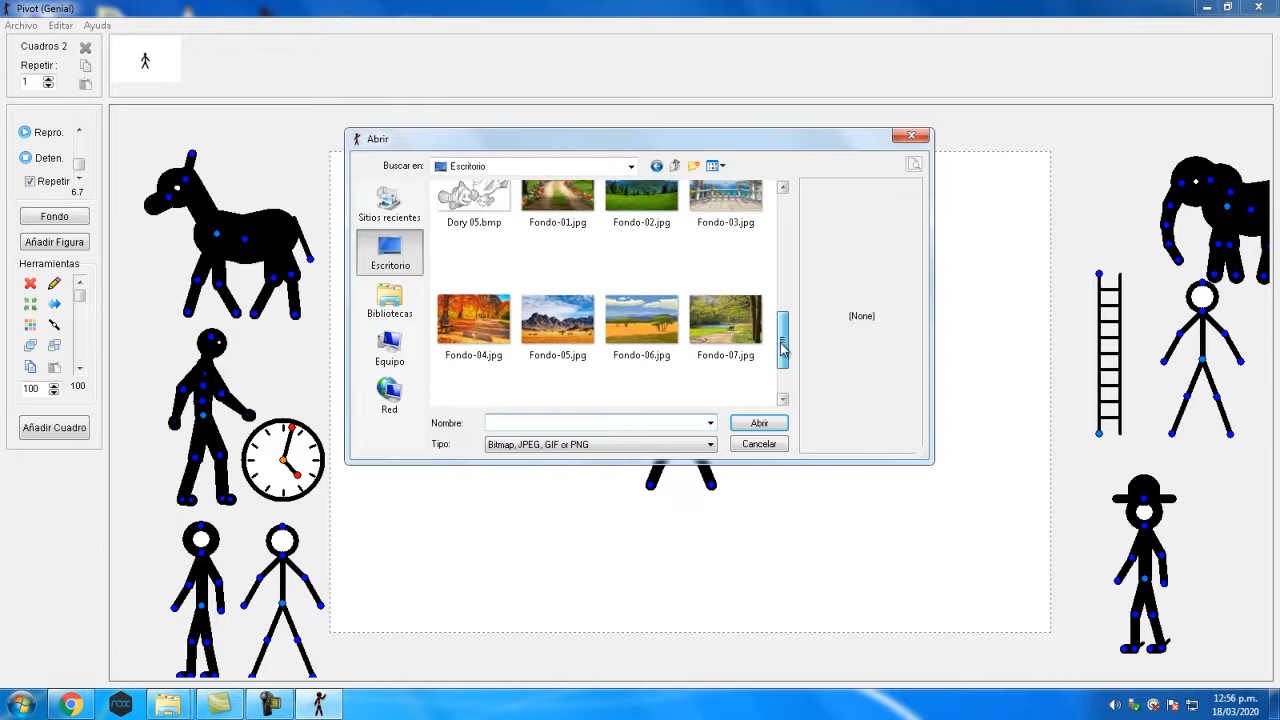 Pivot (Genial)
Archivo Editar Ayuda
Cuadros 2
Repetir :
1
Repro.
Deten.
Repetir
6.7
Fondo
Añadir Figura
Herramientas
100
100
Añadir Cuadro
Abrir
Buscar en: Escritorio
Sitios recientes
Escritorio
Bibliotecas
Equipo
Red
Dory 05.bmp
Fondo-01.jpg
Fondo-02.jpg
Fondo-03.jpg
Fondo-04.jpg
Fondo-05.jpg
Fondo-06.jpg
Fondo-07.jpg
(None)
Nombre:
Abrir
Tipo: Bitmap, JPEG, GIF or PNG
Cancelar
nox
12:56 p.m.
18/03/2020